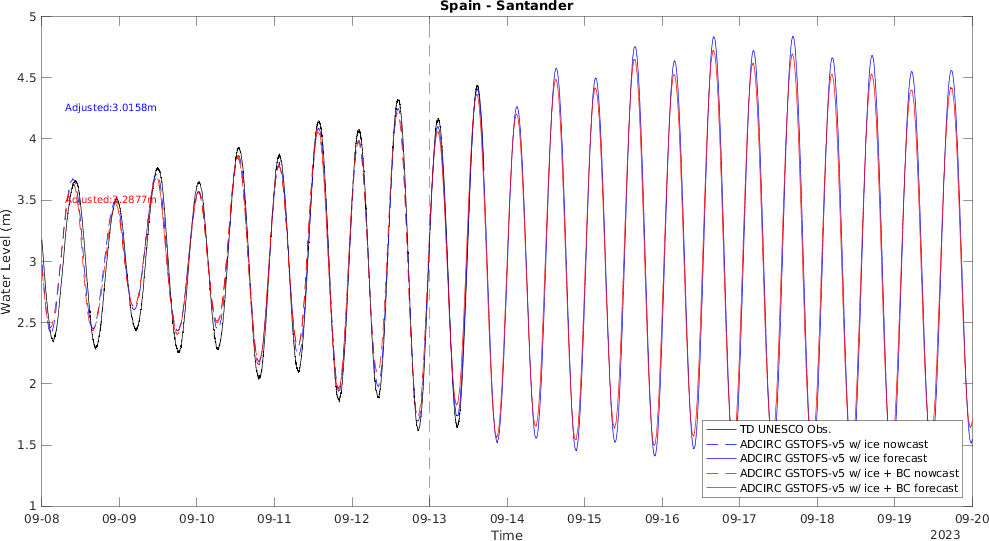 Spain - Santander
Water Level (m)
5
4.5
4
3.5
3
2.5
2
1.5
1
Adjusted:3.0158m
Adjusted:3.2877m
TD UNESCO Obs.
ADCIRC GSTOFS-v5 w/ ice nowcast
ADCIRC GSTOFS-v5 w/ ice forecast
ADCIRC GSTOFS-v5 w/ ice + BC nowcast
ADCIRC GSTOFS-v5 w/ ice + BC forecast
09-08 09-09 09-10 09-11 09-12 09-13 09-14 09-15 09-16 09-17 09-18 09-19 09-20
Time
2023